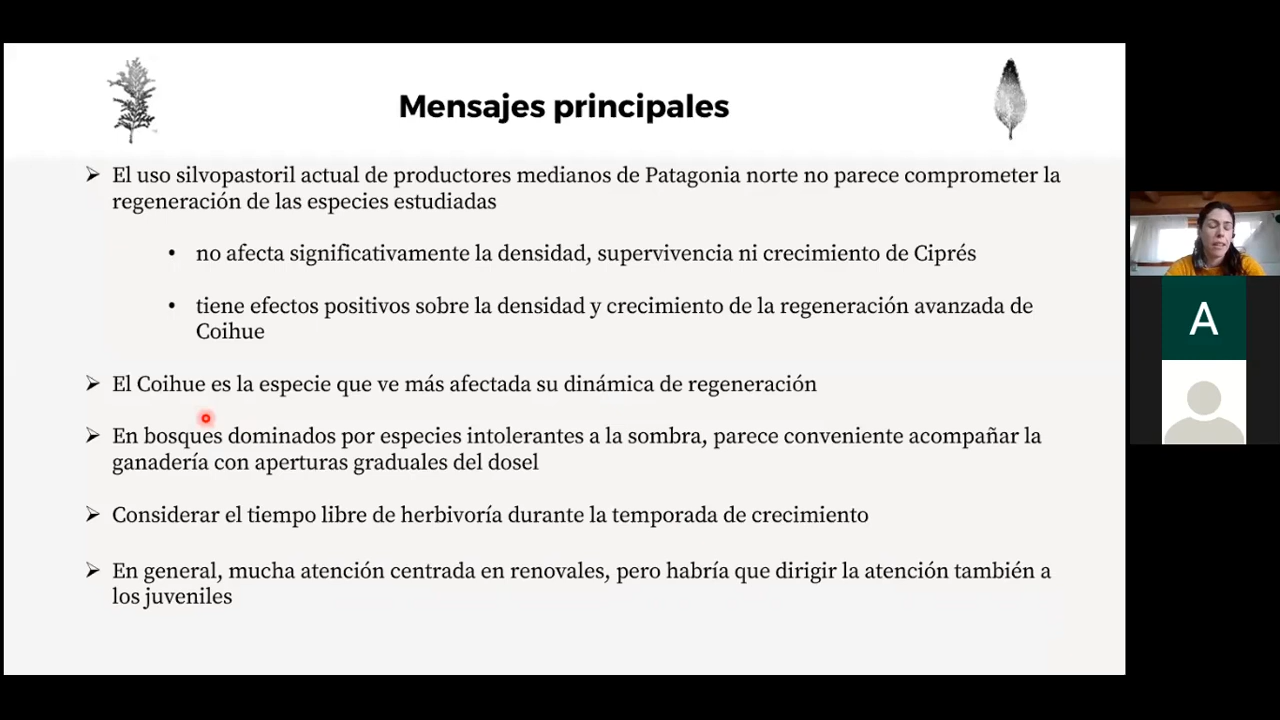 Mensajes principales
➢ El uso silvopastoril actual de productores medianos de Patagonia norte no parece comprometer la
regeneración de las especies estudiadas
• no afecta significativamente la densidad, supervivencia ni crecimiento de Ciprés
• tiene efectos positivos sobre la densidad y crecimiento de la regeneración avanzada de
Coihue
➢ El Coihue es la especie que ve más afectada su dinámica de regeneración
➢ En bosques dominados por especies intolerantes a la sombra, parece conveniente acompañar la
ganadería con aperturas graduales del dosel
➢ Considerar el tiempo libre de herbivoría durante la temporada de crecimiento
➢ En general, mucha atención centrada en renovales, pero habría que dirigir la atención también a
los juveniles
A